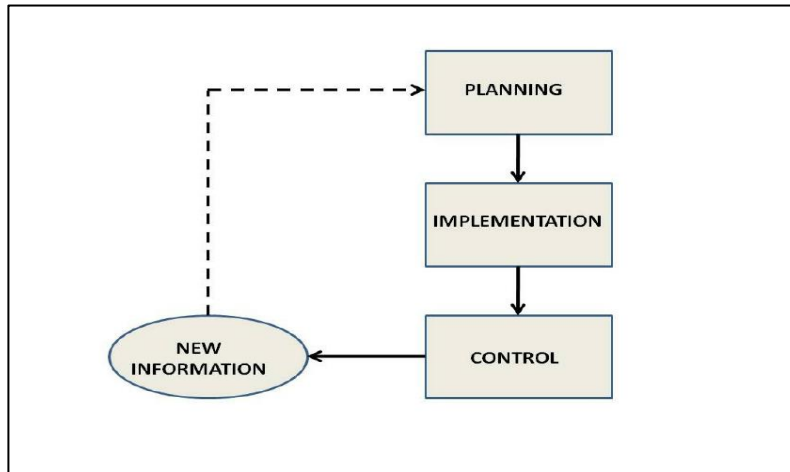 PLANNING
IMPLEMENTATION
CONTROL
NEW
INFORMATION